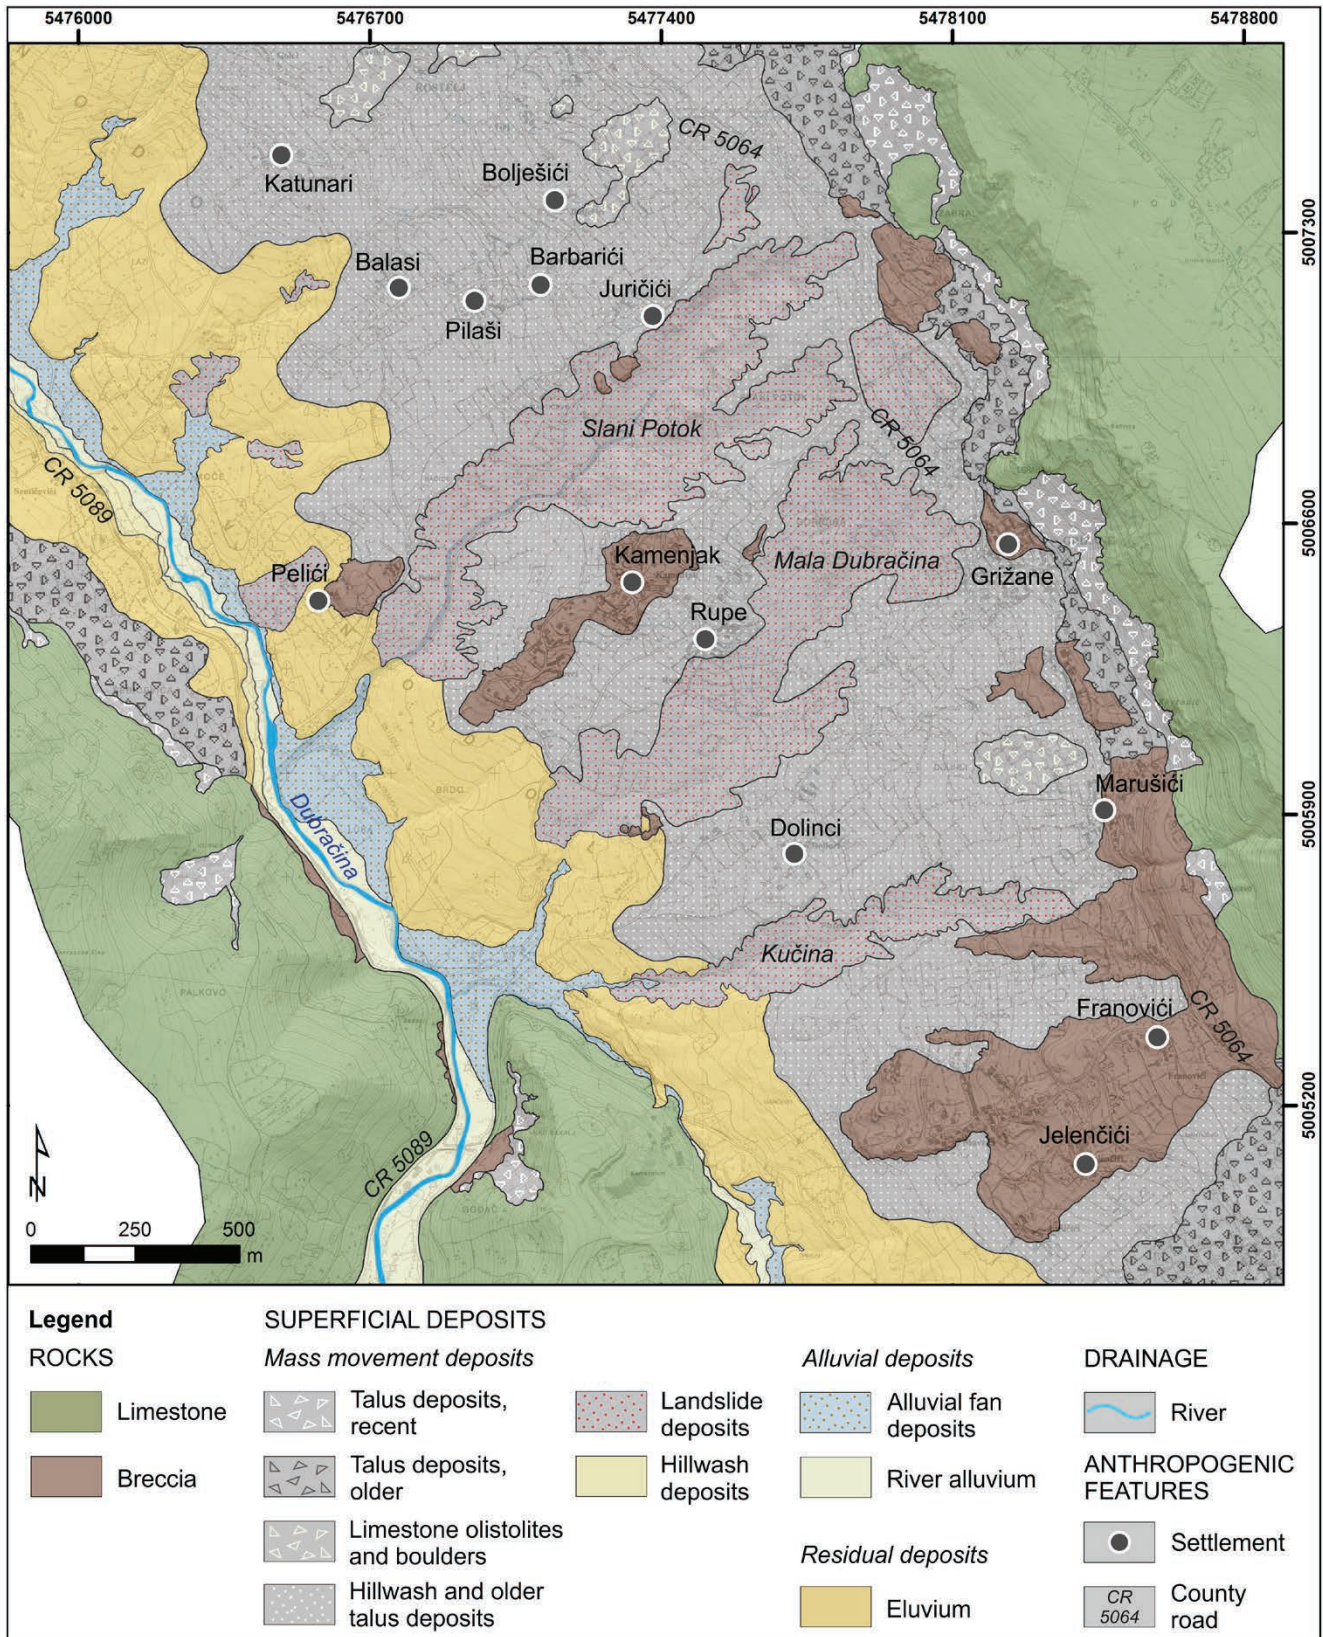 5476000
5476700
5477400
5478100
5478800
CR 5064
Katunari
Bolješići
5007300
Balasi
Barbarići
Juričići
Pilaši
Slani Potok
CR 5064
CR 5089
5006600
Kamenjak
Mala Dubračina
Pelići
Grižane
Rupe
Marušići
5005900
Dubračina
Dolinci
Kučina
PALKOVO
Franovići
CR 5064
Franovići
5005200
Jelenčići
CR 5089
N
0 250 500
m
Legend
ROCKS
Limestone
Breccia
SUPERFICIAL DEPOSITS
Mass movement deposits
Talus deposits,
recent
Talus deposits,
older
Limestone olistolites
and boulders
Hillwash and older
talus deposits
Landslide
deposits
Hillwash
deposits
Alluvial deposits
Alluvial fan
deposits
River alluvium
Residual deposits
Eluvium
DRAINAGE
River
ANTHROPOGENIC
FEATURES
Settlement
CR
5064
County
road